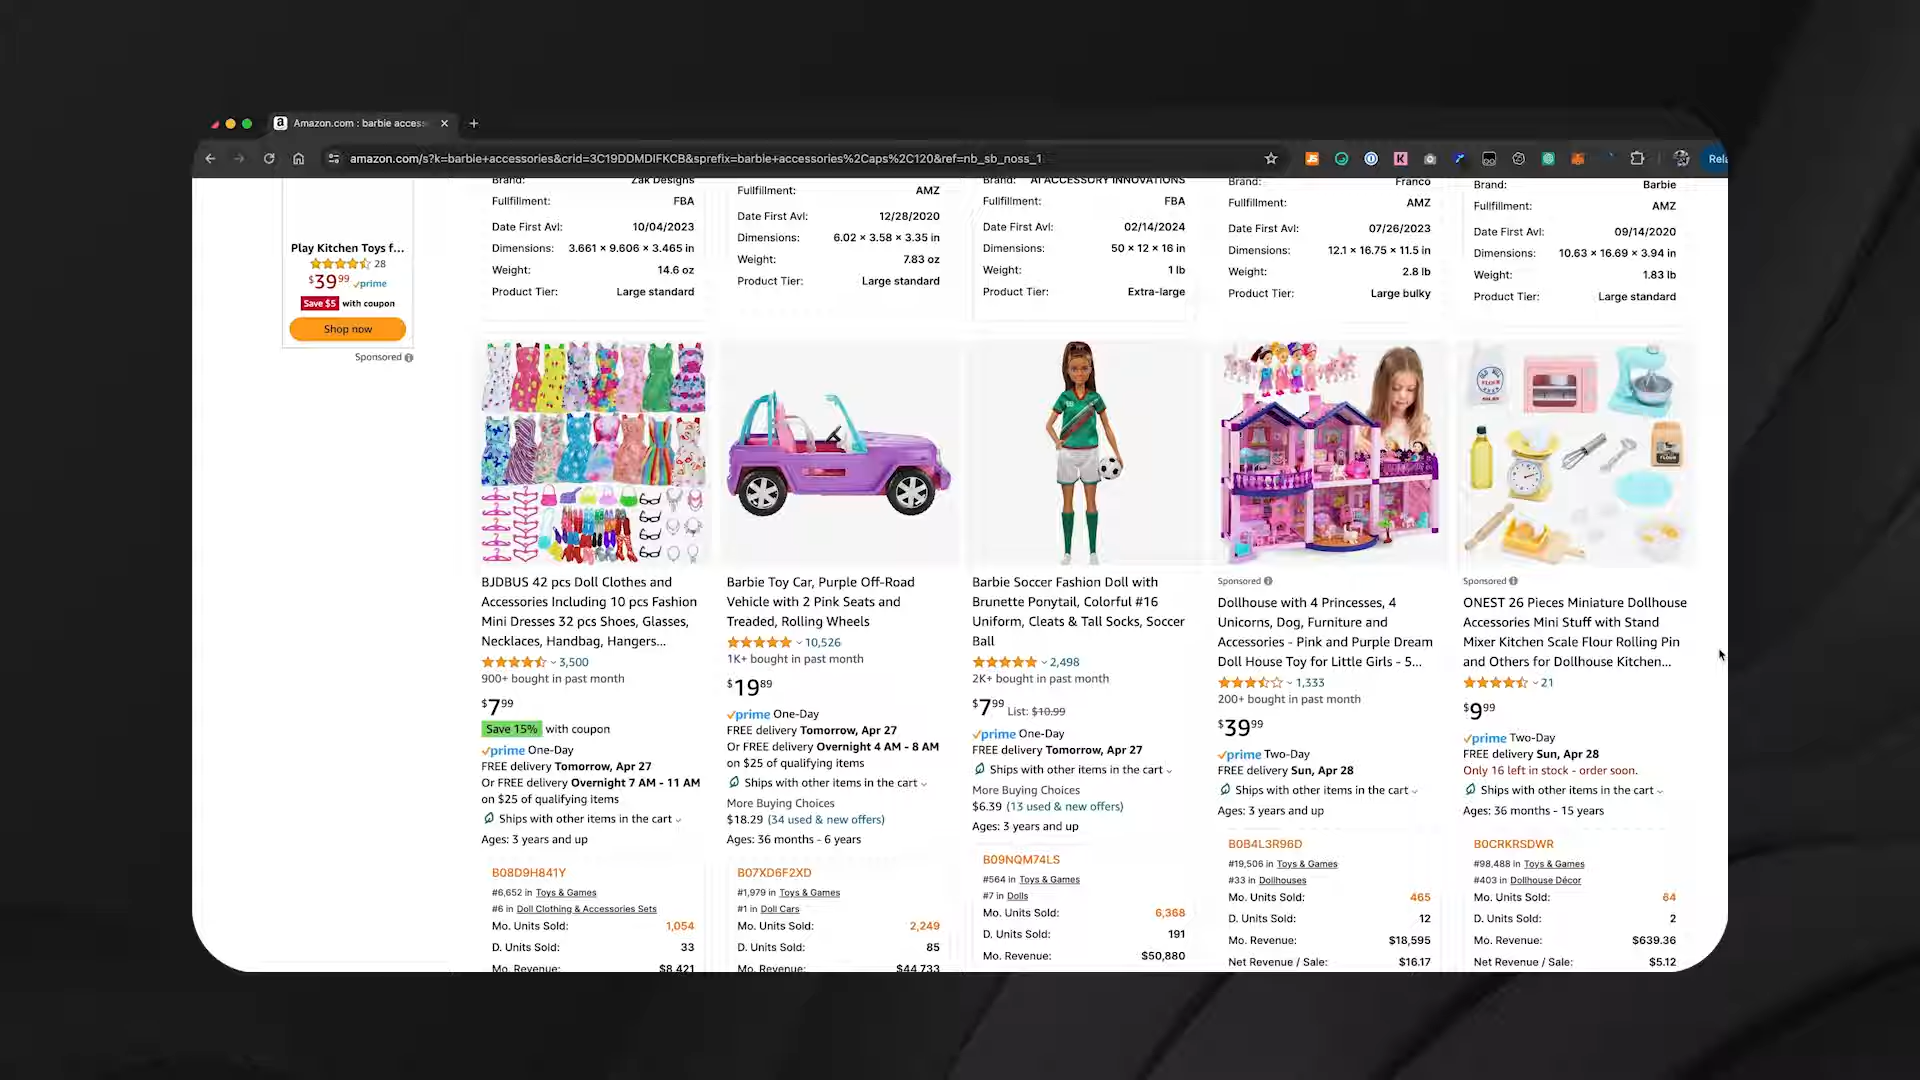 Amazon.com : barbie access
amazon.com/s?k=barbie+accessories&crid=3C19DDMDIFKCB&sprefix=barbie+accessories%2Caps%2C120&ref=nb_sb_noss_1
Play Kitchen Toys f...
28
$39.99 prime
Save $5 with coupon
Shop now
Sponsored
Brand: Zak Designs
Fullfillment: FBA
Date First Avl: 10/04/2023
Dimensions: 3.661 × 9.606 × 3.465 in
Weight: 14.6 oz
Product Tier: Large standard
Fullfillment: AMZ
Date First Avl: 12/28/2020
Dimensions: 6.02 × 3.58 × 3.35 in
Weight: 7.83 oz
Product Tier: Large standard
Brand: AI ACCESSORY INNOVATIONS
Fullfillment: FBA
Date First Avl: 02/14/2024
Dimensions: 50 × 12 × 16 in
Weight: 1 lb
Product Tier: Extra-large
Brand: Franco
Fullfillment: AMZ
Date First Avl: 07/26/2023
Dimensions: 12.1 × 16.75 × 11.5 in
Weight: 2.8 lb
Product Tier: Large bulky
Brand: Barbie
Fullfillment: AMZ
Date First Avl: 09/14/2020
Dimensions: 10.63 × 16.69 × 3.94 in
Weight: 1.83 lb
Product Tier: Large standard
BJDBUS 42 pcs Doll Clothes and
Accessories Including 10 pcs Fashion
Mini Dresses 32 pcs Shoes, Glasses,
Necklaces, Handbag, Hangers...
3,500
900+ bought in past month
$7.99
Save 15% with coupon
prime One-Day
FREE delivery Tomorrow, Apr 27
Or FREE delivery Overnight 7 AM - 11 AM
on $25 of qualifying items
Ships with other items in the cart
Ages: 3 years and up
B08D9H841Y
#6,652 in Toys & Games
#6 in Doll Clothing & Accessories Sets
Mo. Units Sold: 1,054
D. Units Sold: 33
Mo. Revenue: $8,421
Barbie Toy Car, Purple Off-Road
Vehicle with 2 Pink Seats and
Treaded, Rolling Wheels
10,526
1K+ bought in past month
$19.89
prime One-Day
FREE delivery Tomorrow, Apr 27
Or FREE delivery Overnight 4 AM - 8 AM
on $25 of qualifying items
Ships with other items in the cart
More Buying Choices
$18.29 (34 used & new offers)
Ages: 36 months - 6 years
B07XD6F2XD
#1,979 in Toys & Games
#1 in Doll Cars
Mo. Units Sold: 2,249
D. Units Sold: 85
Mo. Revenue: $44,733
Barbie Soccer Fashion Doll with
Brunette Ponytail, Colorful #16
Uniform, Cleats & Tall Socks, Soccer
Ball
2,498
2K+ bought in past month
$7.99 List: $10.99
prime One-Day
FREE delivery Tomorrow, Apr 27
Ships with other items in the cart
More Buying Choices
$6.39 (13 used & new offers)
Ages: 3 years and up
B09NQM74LS
#564 in Toys & Games
#7 in Dolls
Mo. Units Sold: 6,368
D. Units Sold: 191
Mo. Revenue: $50,880
Sponsored
Dollhouse with 4 Princesses, 4
Unicorns, Dog, Furniture and
Accessories - Pink and Purple Dream
Doll House Toy for Little Girls - 5...
1,333
200+ bought in past month
$39.99
prime Two-Day
FREE delivery Sun, Apr 28
Ships with other items in the cart
Ages: 3 years and up
B0B4L3R96D
#19,506 in Toys & Games
#33 in Dollhouses
Mo. Units Sold: 465
D. Units Sold: 12
Mo. Revenue: $18,595
Net Revenue / Sale: $16.17
Sponsored
ONEST 26 Pieces Miniature Dollhouse
Accessories Mini Stuff with Stand
Mixer Kitchen Scale Flour Rolling Pin
and Others for Dollhouse Kitchen...
21
$9.99
prime Two-Day
FREE delivery Sun, Apr 28
Only 16 left in stock - order soon.
Ships with other items in the cart
Ages: 36 months - 15 years
B0CRKRSDWR
#98,488 in Toys & Games
#403 in Dollhouse Décor
Mo. Units Sold: 64
D. Units Sold: 2
Mo. Revenue: $639.36
Net Revenue / Sale: $5.12